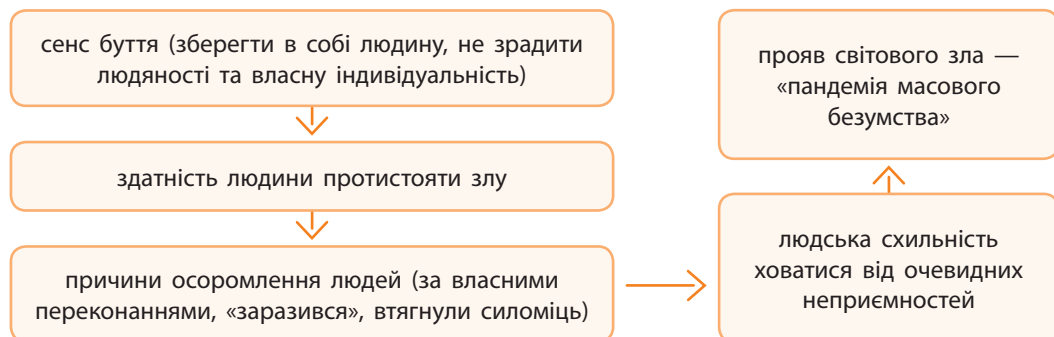 сенс буття (зберегти в собі людину, не зрадити
людяності та власну індивідуальність)
здатність людини протистояти злу
причини осоромлення людей (за власними
переконаннями, «заразився», втягнули силоміць)
людська схильність
ховатися від очевидних
неприємностей
прояв світового зла —
«пандемія масового
безумства»